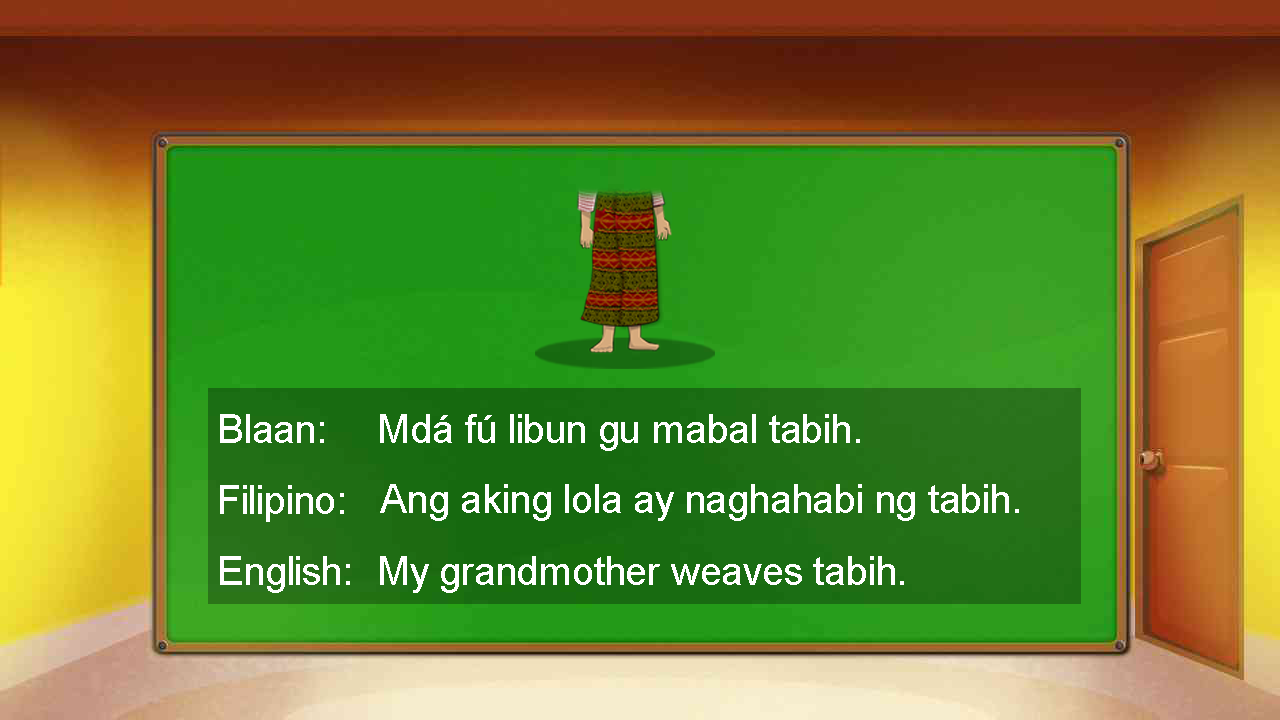 Blaan: Mdá fú libun gu mabal tabih.
Filipino: Ang aking lola ay naghahabi ng tabih.
English: My grandmother weaves tabih.